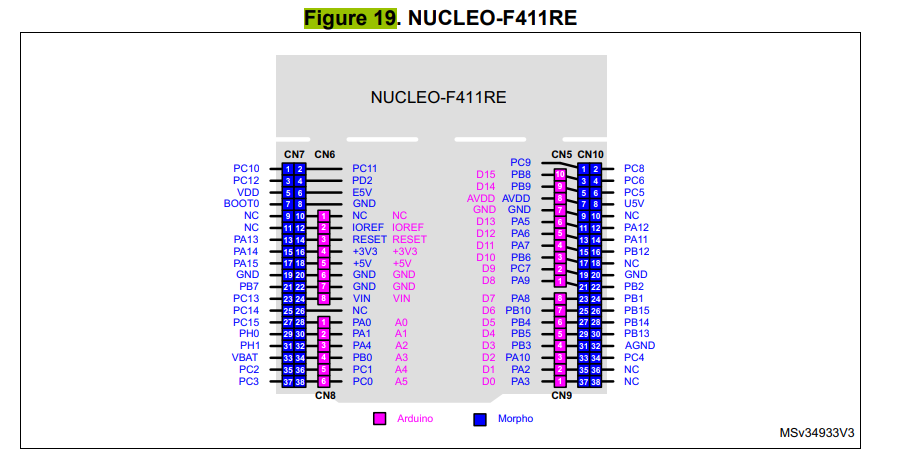 Figure 19. NUCLEO-F411RE
NUCLEO-F411RE
CN7 CN6 CN5 CN10
PC9
PC10 1 2 PC11 1 2 PC8
PC12 3 4 PD2 D15 PB8 10 3 4 PC6
VDD 5 6 E5V D14 PB9 9 5 6 PC5
BOOT0 7 8 GND AVDD AVDD 8 7 8 U5V
NC 9 10 1 NC NC GND GND 7 9 10 NC
NC 11 12 2 IOREF IOREF D13 PA5 6 11 12 PA12
PA13 13 14 3 RESET RESET D12 PA6 5 13 14 PA11
PA14 15 16 4 +3V3 +3V3 D11 PA7 4 15 16 PB12
PA15 17 18 5 +5V +5V D10 PB6 3 17 18 NC
GND 19 20 6 GND GND D9 PC7 2 19 20 GND
PB7 21 22 7 GND GND D8 PA9 1 21 22 PB2
PC13 23 24 8 VIN VIN D7 PA8 8 23 24 PB1
PC14 25 26 NC D6 PB10 7 25 26 PB15
PC15 27 28 1 PA0 A0 D5 PB4 6 27 28 PB14
PH0 29 30 2 PA1 A1 D4 PB5 5 29 30 PB13
PH1 31 32 3 PA4 A2 D3 PB3 4 31 32 AGND
VBAT 33 34 4 PB0 A3 D2 PA10 3 33 34 PC4
PC2 35 36 5 PC1 A4 D1 PA2 2 35 36 NC
PC3 37 38 6 PC0 A5 D0 PA3 1 37 38 NC
CN8 CN9
Arduino Morpho
MSv34933V3